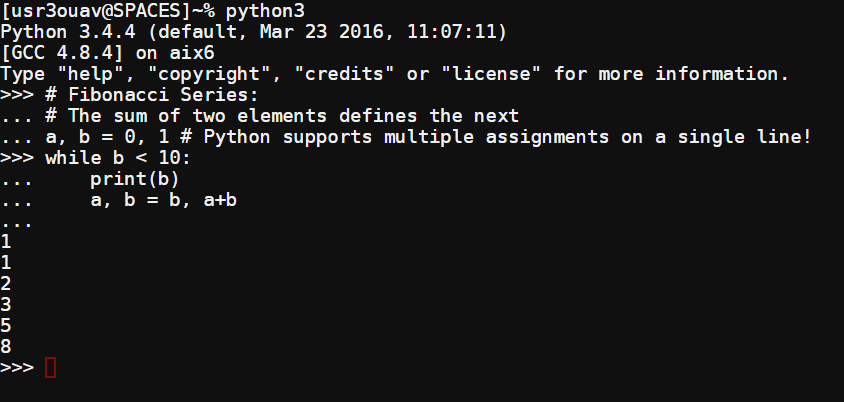 [usr3ouav@SPACES]~% python3
Python 3.4.4 (default, Mar 23 2016, 11:07:11)
[GCC 4.8.4] on aix6
Type "help", "copyright", "credits" or "license" for more information.
>>> # Fibonacci Series:
... # The sum of two elements defines the next
... a, b = 0, 1 # Python supports multiple assignments on a single line!
>>> while b < 10:
...     print(b)
...     a, b = b, a+b
...
1
1
2
3
5
8
>>>